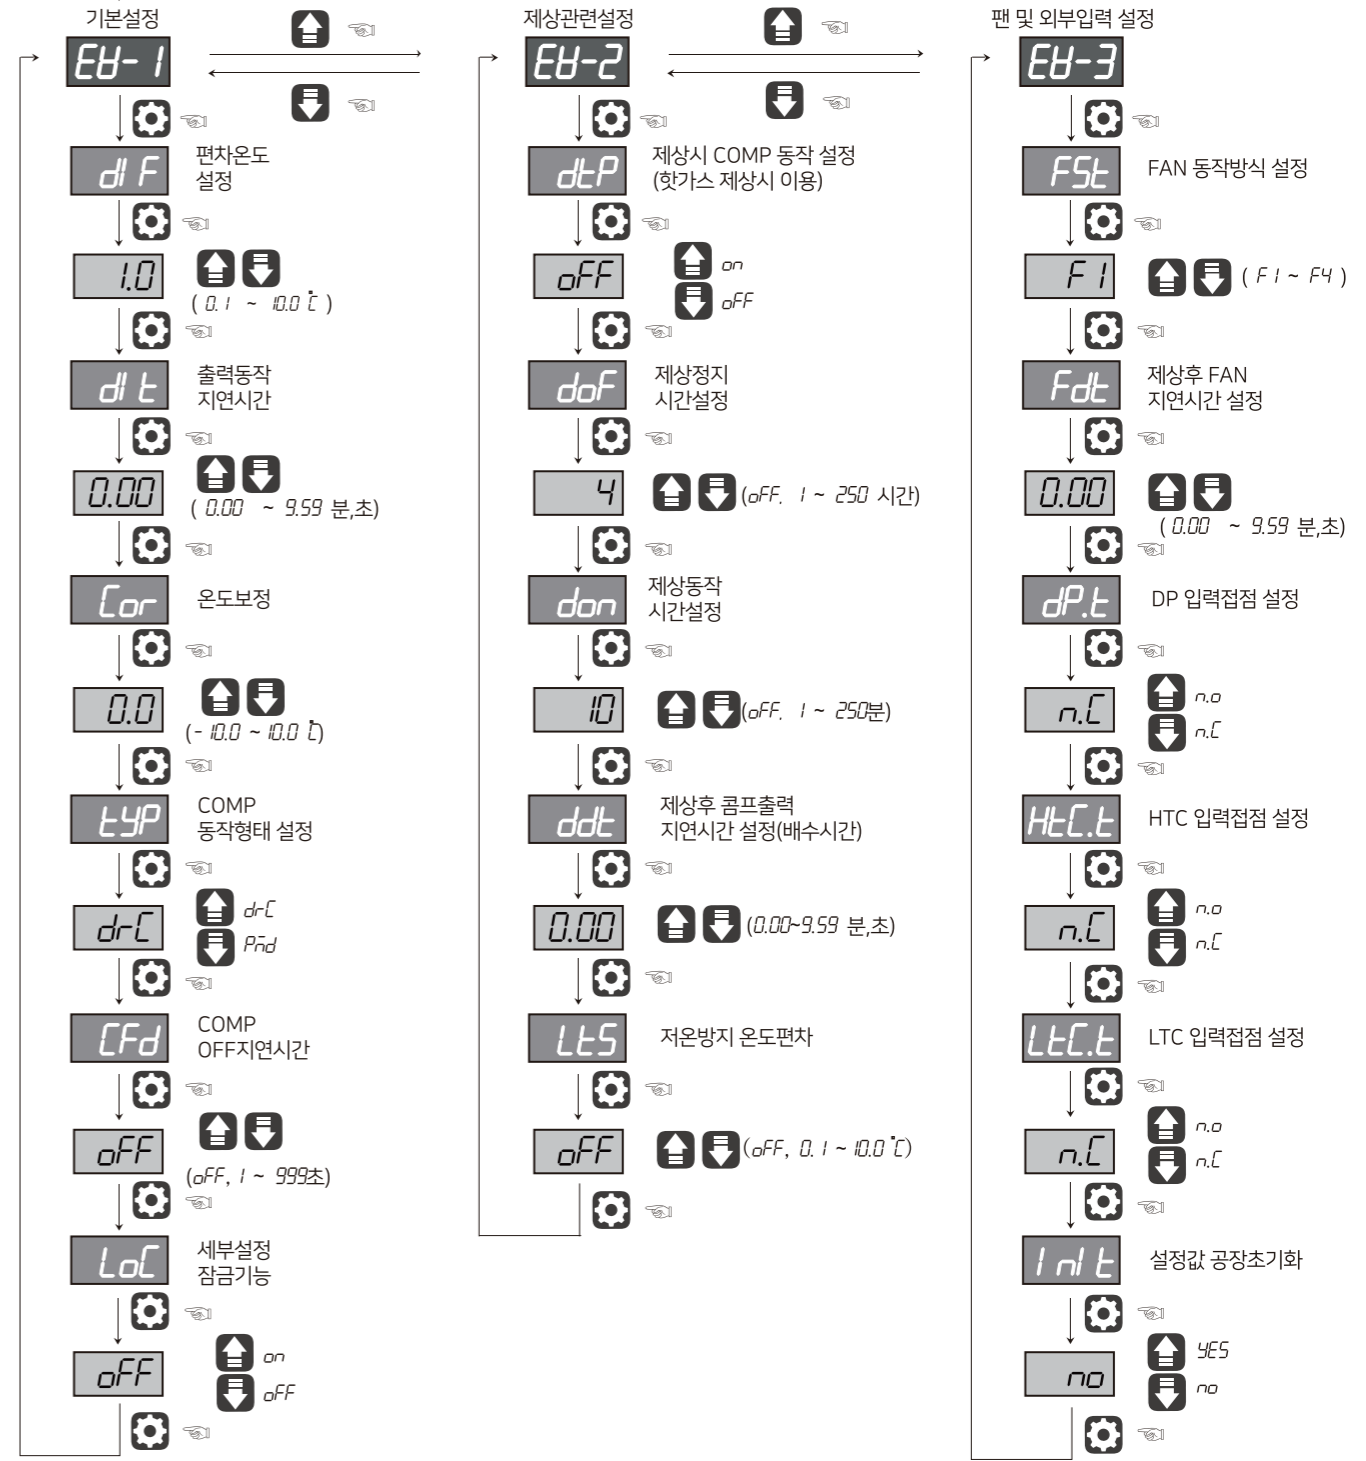 기본설정
EH-1
dIF
편차온도
설정
1.0
( 0.1 ~ 10.0 ℃ )
dIt
출력동작
지연시간
0.00
( 0.00 ~ 9.59 분,초)
Cor
온도보정
0.0
(-10.0 ~ 10.0 ℃)
tYP
COMP
동작형태 설정
drC
drC
Pmd
CFd
COMP
OFF지연시간
oFF
(oFF, 1 ~ 999초)
LoC
세부설정
잠금기능
oFF
on
oFF
제상관련설정
EH-2
dtP
제상시 COMP 동작 설정
(핫가스 제상시 이용)
oFF
on
oFF
doF
제상정지
시간설정
4
(oFF, 1 ~ 250 시간)
don
제상동작
시간설정
10
(oFF, 1 ~ 250분)
ddt
제상후 콤프출력
지연시간 설정(배수시간)
0.00
(0.00~9.59 분,초)
LtS
저온방지 온도편차
oFF
(oFF, 0.1 ~ 10.0 ℃)
팬 및 외부입력 설정
EH-3
FSt
FAN 동작방식 설정
F1
( F1 ~ F4 )
Fdt
제상후 FAN
지연시간 설정
0.00
( 0.00 ~ 9.59 분,초)
dP.t
DP 입력접점 설정
n.C
n.o
n.C
HtC.t
HTC 입력접점 설정
n.C
n.o
n.C
LtC.t
LTC 입력접점 설정
n.C
n.o
n.C
InIt
설정값 공장초기화
no
YES
no